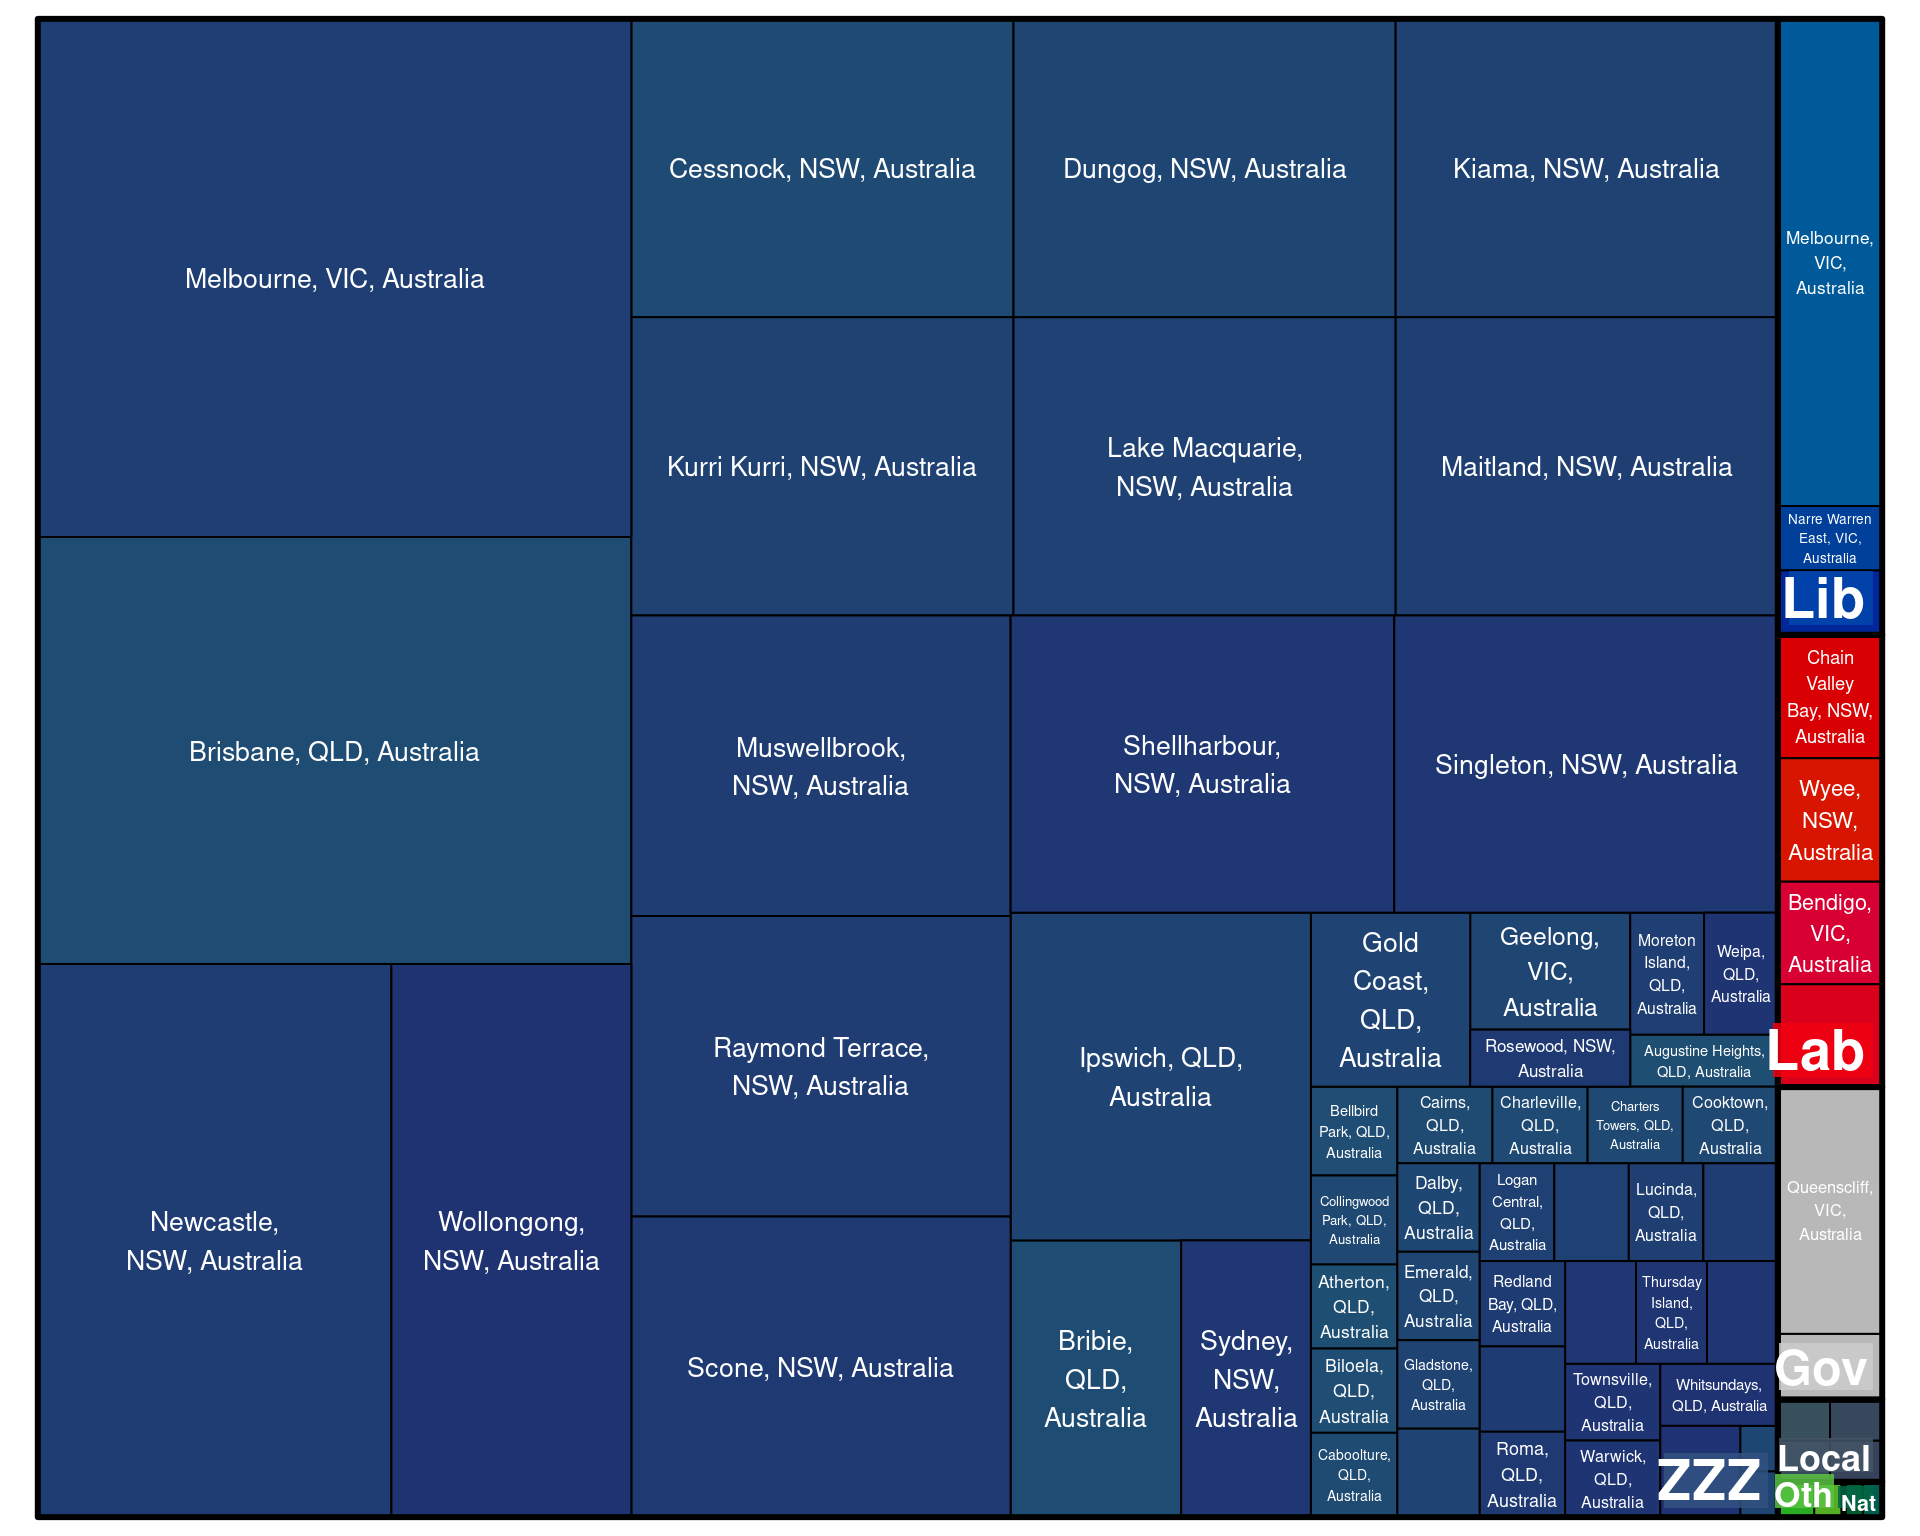 Melbourne, VIC, Australia
Brisbane, QLD, Australia
Newcastle,
NSW, Australia
Wollongong,
NSW, Australia
Cessnock, NSW, Australia
Dungog, NSW, Australia
Kiama, NSW, Australia
Kurri Kurri, NSW, Australia
Lake Macquarie,
NSW, Australia
Maitland, NSW, Australia
Muswellbrook,
NSW, Australia
Shellharbour,
NSW, Australia
Singleton, NSW, Australia
Raymond Terrace,
NSW, Australia
Scone, NSW, Australia
Ipswich, QLD,
Australia
Bribie,
QLD,
Australia
Sydney,
NSW,
Australia
Gold
Coast,
QLD,
Australia
Geelong,
VIC,
Australia
Rosewood, NSW,
Australia
Moreton
Island,
QLD,
Australia
Weipa,
QLD,
Australia
Augustine Heights,
QLD, Australia
Bellbird
Park, QLD,
Australia
Collingwood
Park, QLD,
Australia
Atherton,
QLD,
Australia
Biloela,
QLD,
Australia
Caboolture,
QLD,
Australia
Cairns,
QLD,
Australia
Charleville,
QLD,
Australia
Charters
Towers, QLD,
Australia
Cooktown,
QLD,
Australia
Dalby,
QLD,
Australia
Emerald,
QLD,
Australia
Gladstone,
QLD,
Australia
Logan
Central,
QLD,
Australia
Lucinda,
QLD,
Australia
Redland
Bay, QLD,
Australia
Roma,
QLD,
Australia
Thursday
Island,
QLD,
Australia
Townsville,
QLD,
Australia
Whitsundays,
QLD, Australia
Warwick,
QLD,
Australia
ZZZ
Melbourne,
VIC,
Australia
Narre Warren
East, VIC,
Australia
Lib
Chain
Valley
Bay, NSW,
Australia
Wyee,
NSW,
Australia
Bendigo,
VIC,
Australia
Lab
Queenscliff,
VIC,
Australia
Gov
Local
Oth
Nat